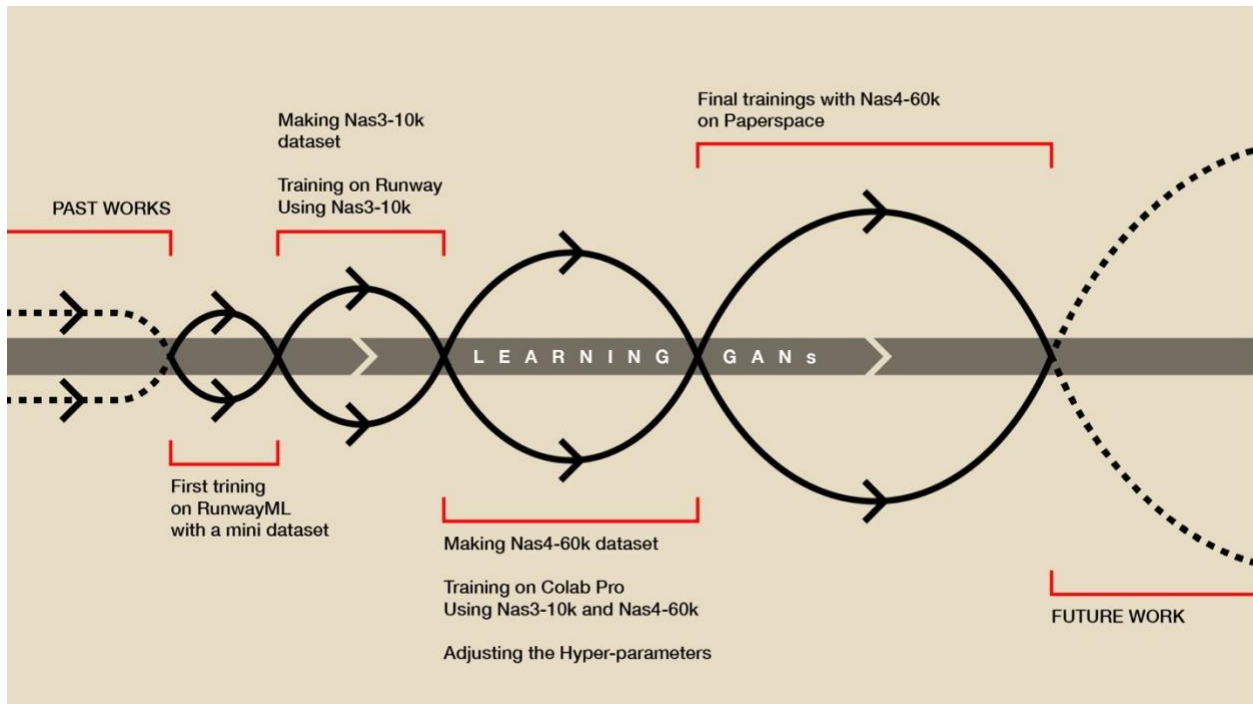 PAST WORKS
First trining
on RunwayML
with a mini dataset
Making Nas3-10k
dataset
Training on Runway
Using Nas3-10k
LEARNING GANs
Making Nas4-60k dataset
Training on Colab Pro
Using Nas3-10k and Nas4-60k
Adjusting the Hyper-parameters
Final trainings with Nas4-60k
on Paperspace
FUTURE WORK